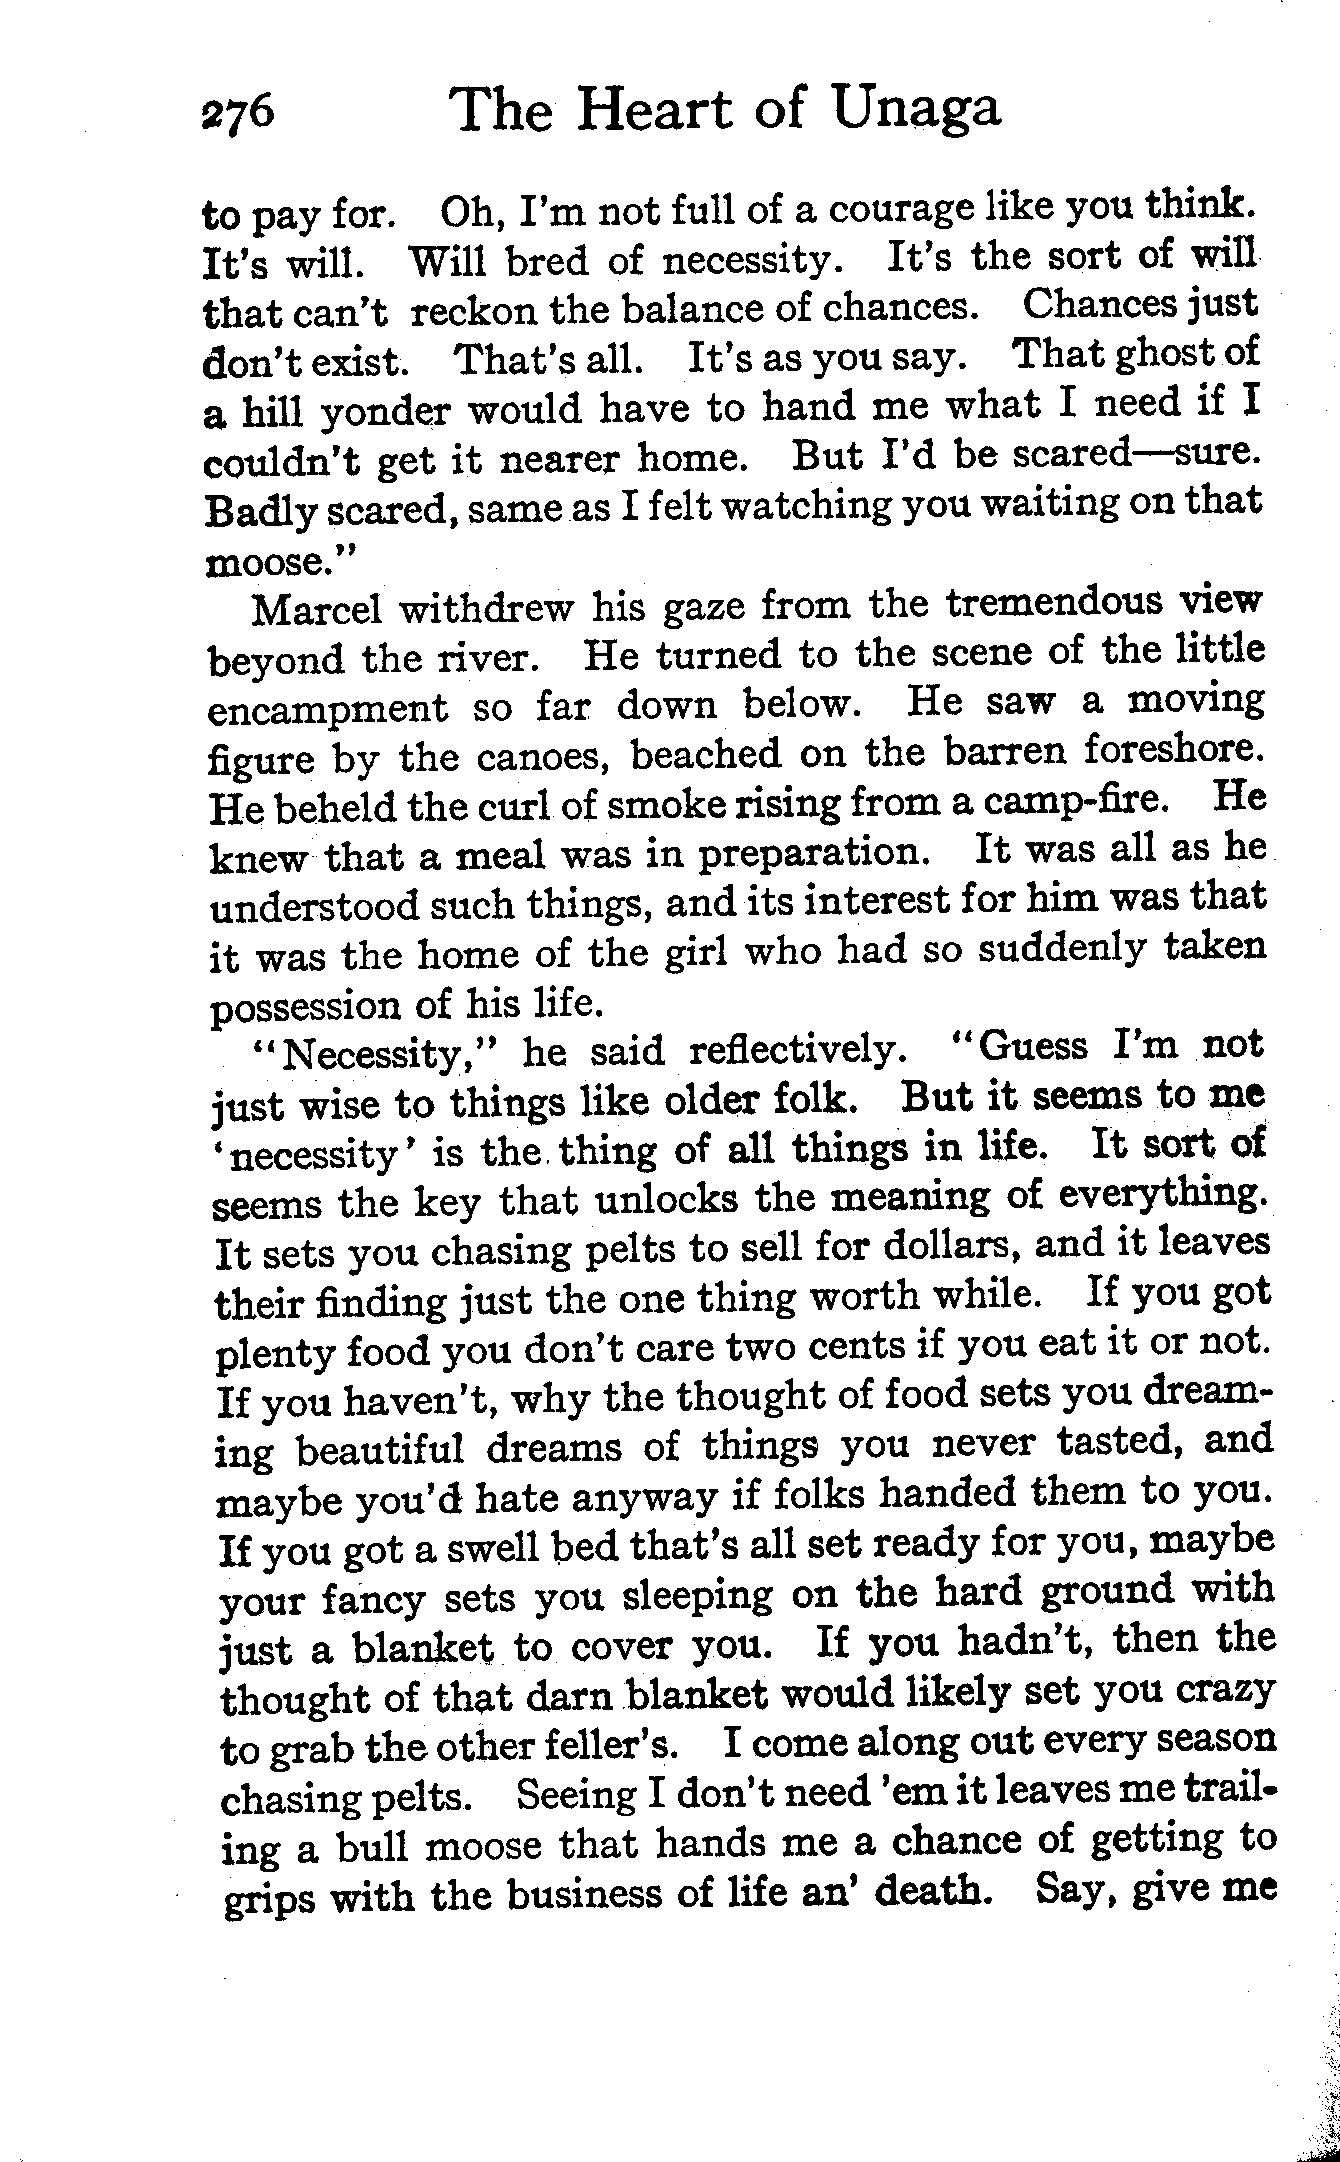 276 The Heart of Unaga
to pay for. Oh, I'm not full of a courage like you think.
It's will. Will bred of necessity. It's the sort of will
that can't reckon the balance of chances. Chances just
don't exist. That's all. It's as you say. That ghost of
a hill yonder would have to hand me what I need if I
couldn't get it nearer home. But I'd be scared—sure.
Badly scared, same as I felt watching you waiting on that
moose."
Marcel withdrew his gaze from the tremendous view
beyond the river. He turned to the scene of the little
encampment so far down below. He saw a moving
figure by the canoes, beached on the barren foreshore.
He beheld the curl of smoke rising from a camp-fire. He
knew that a meal was in preparation. It was all as he
understood such things, and its interest for him was that
it was the home of the girl who had so suddenly taken
possession of his life.
"Necessity," he said reflectively. "Guess I'm not
just wise to things like older folk. But it seems to me
'necessity' is the thing of all things in life. It sort of
seems the key that unlocks the meaning of everything.
It sets you chasing pelts to sell for dollars, and it leaves
their finding just the one thing worth while. If you got
plenty food you don't care two cents if you eat it or not.
If you haven't, why the thought of food sets you dream-
ing beautiful dreams of things you never tasted, and
maybe you'd hate anyway if folks handed them to you.
If you got a swell bed that's all set ready for you, maybe
your fancy sets you sleeping on the hard ground with
just a blanket to cover you. If you hadn't, then the
thought of that darn blanket would likely set you crazy
to grab the other feller's. I come along out every season
chasing pelts. Seeing I don't need 'em it leaves me trail-
ing a bull moose that hands me a chance of getting to
grips with the business of life an' death. Say, give me